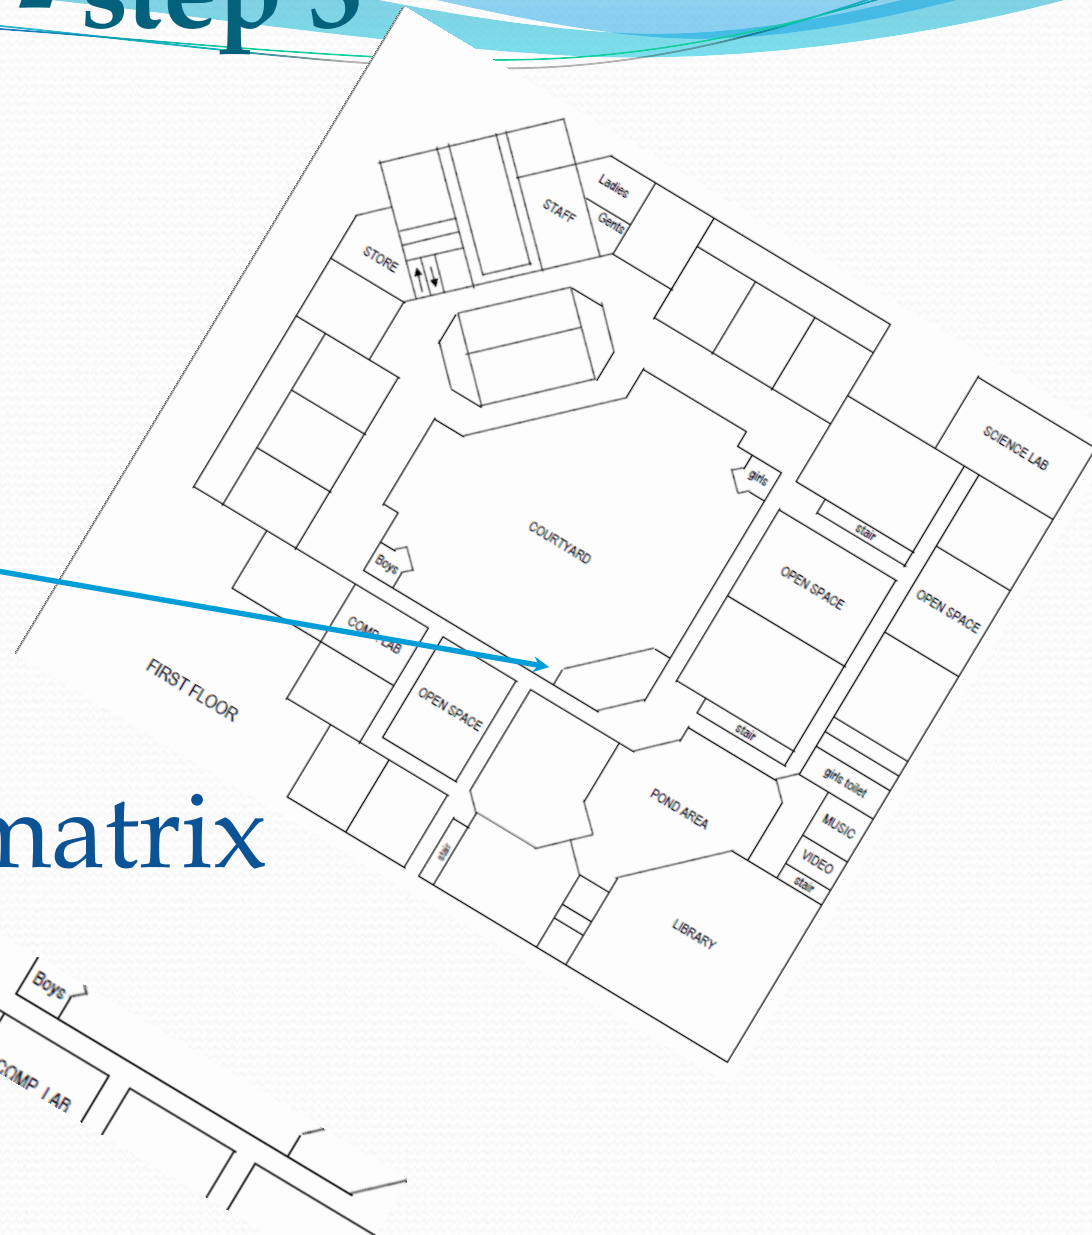 - step 3
Ladies
STAFF
Gents
STORE
SCIENCE LAB
girls
stair
COURTYARD
Boys
OPEN SPACE
OPEN SPACE
COMP LAB
FIRST FLOOR
OPEN SPACE
stair
girls toilet
POND AREA
MUSIC
VIDEO
stair
stair
LIBRARY
matrix
Boys
COMP LAB